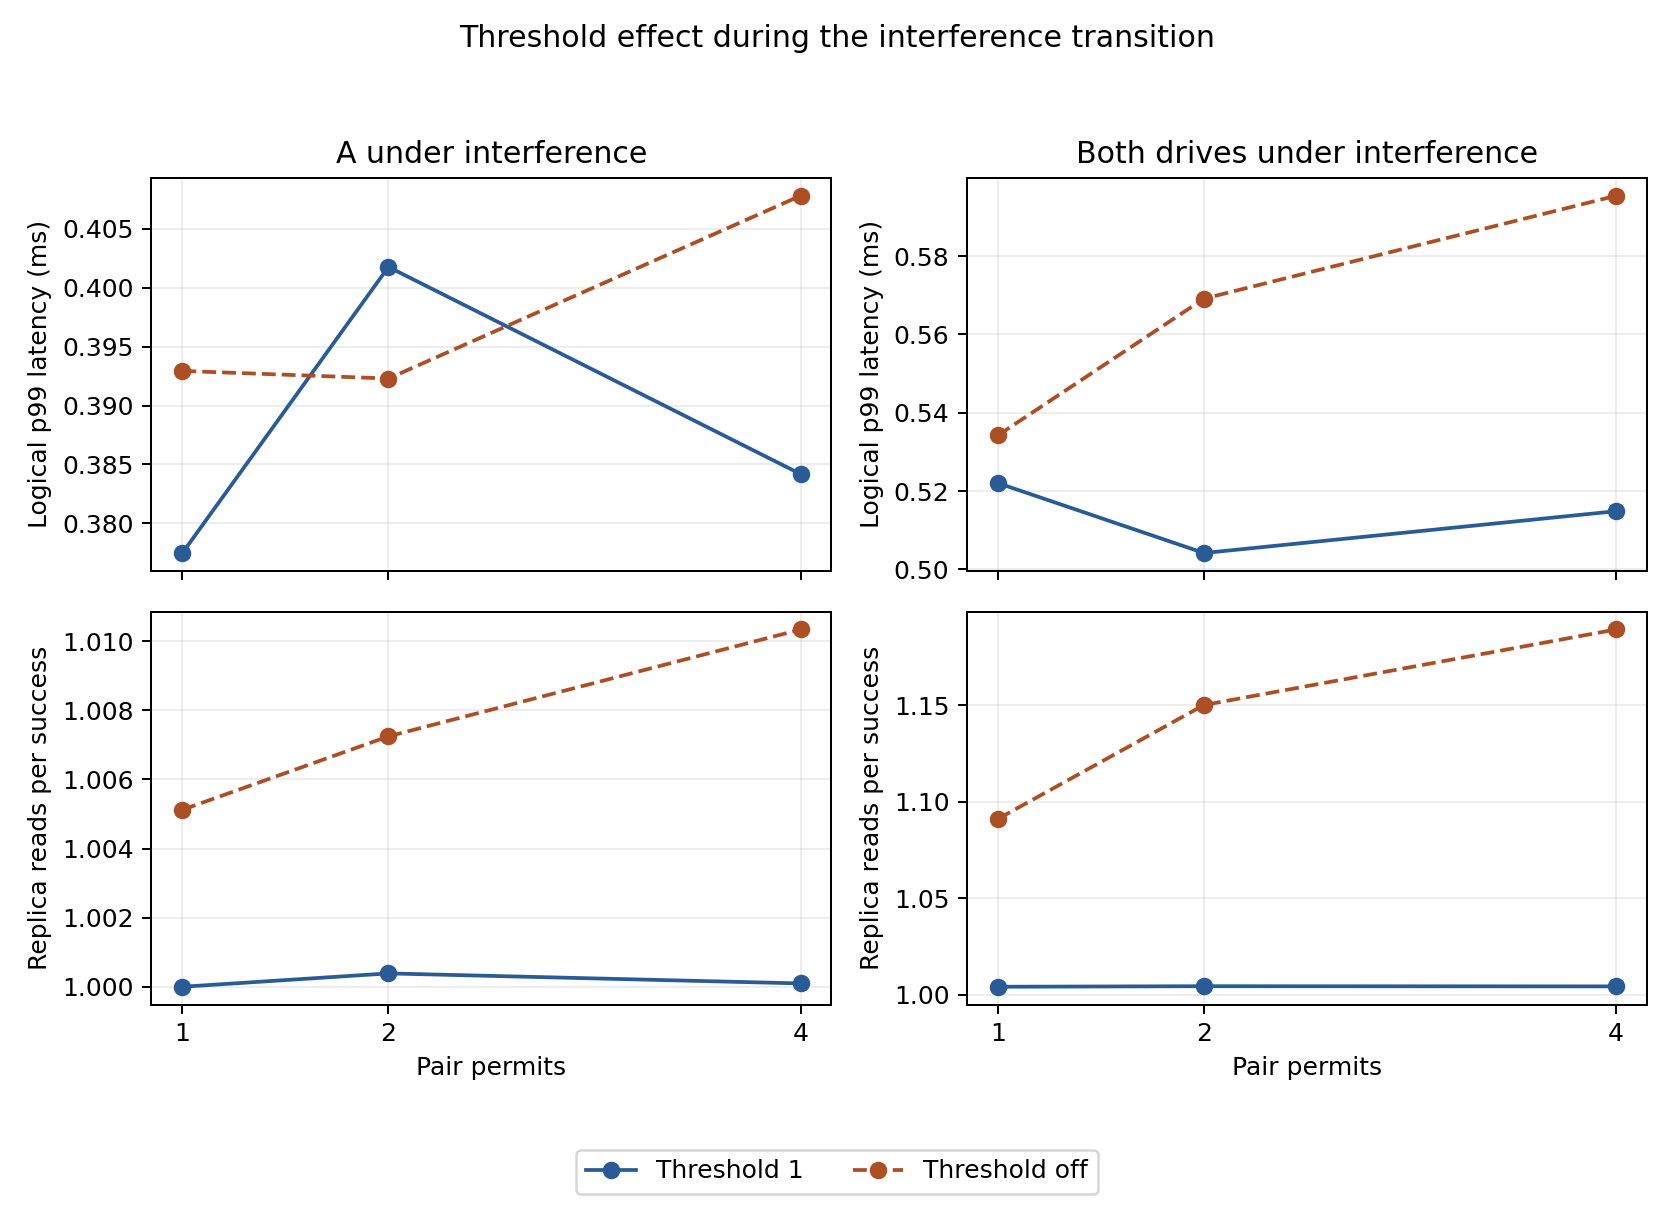 Threshold effect during the interference transition
A under interference
Both drives under interference
Logical p99 latency (ms)
0.405
0.400
0.395
0.390
0.385
0.380
Logical p99 latency (ms)
0.58
0.56
0.54
0.52
0.50
Replica reads per success
1.010
1.008
1.006
1.004
1.002
1.000
1 2 4
Pair permits
Replica reads per success
1.15
1.10
1.05
1.00
1 2 4
Pair permits
Threshold 1 Threshold off